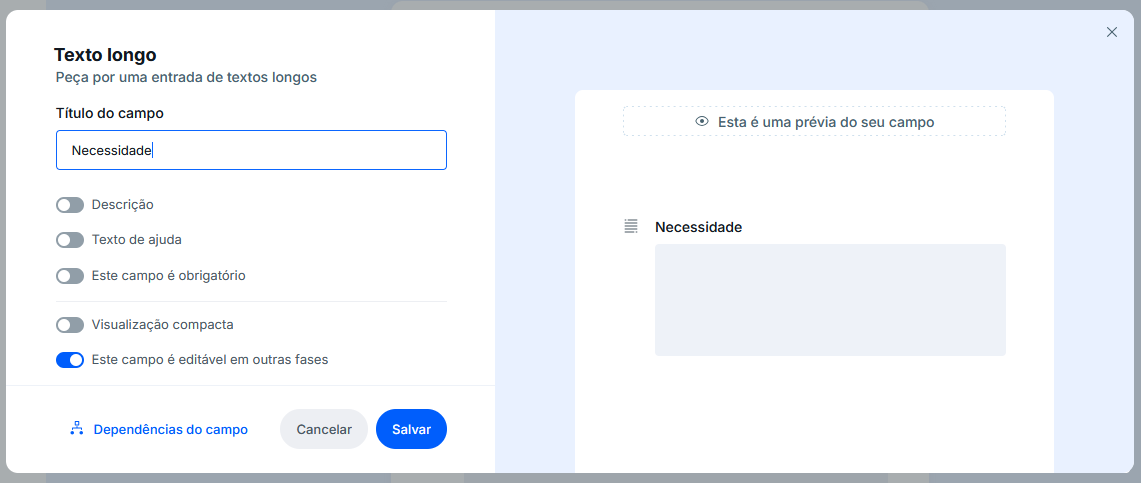 Texto longo
Peça por uma entrada de textos longos
Título do campo
Necessidade
Descrição
Texto de ajuda
Este campo é obrigatório
Visualização compacta
Este campo é editável em outras fases
Dependências do campo
Cancelar
Salvar
Esta é uma prévia do seu campo
Necessidade